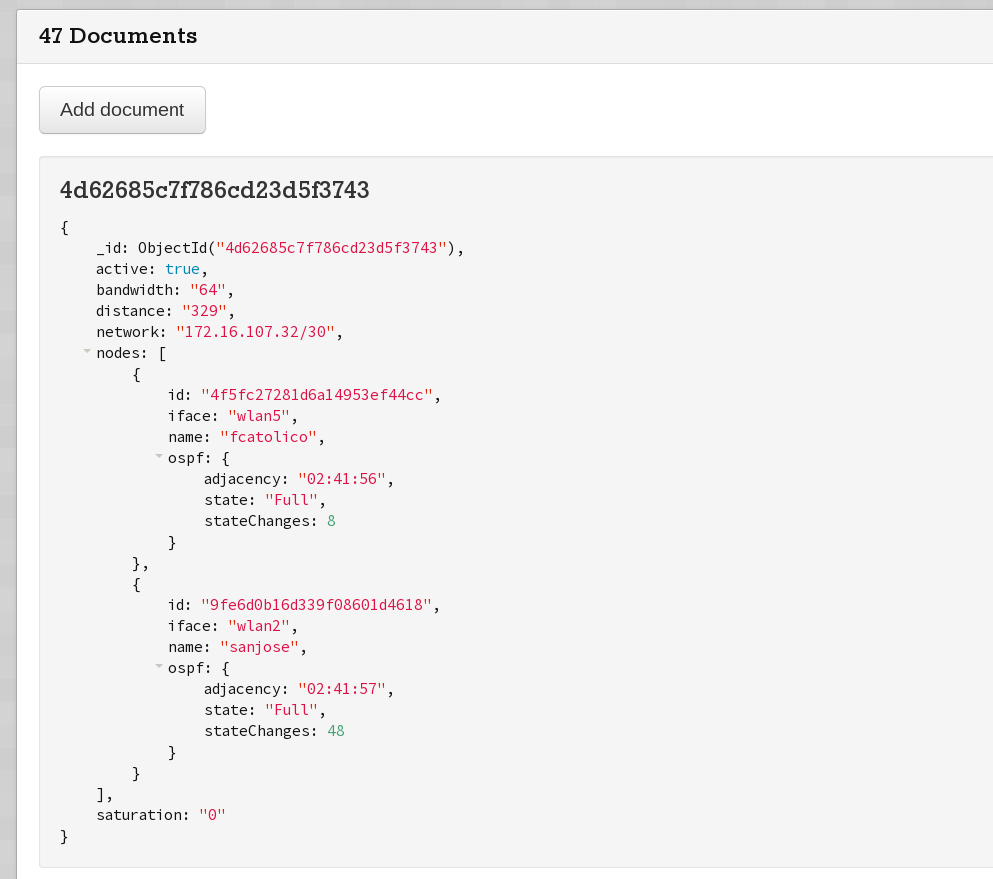 47 Documents
Add document
4d62685c7f786cd23d5f3743
{
    _id: ObjectId("4d62685c7f786cd23d5f3743"),
    active: true,
    bandwidth: "64",
    distance: "329",
    network: "172.16.107.32/30",
    nodes: [
        {
            id: "4f5fc27281d6a14953ef44cc",
            iface: "wlan5",
            name: "fcatolico",
            ospf: {
                adjacency: "02:41:56",
                state: "Full",
                stateChanges: 8
            }
        },
        {
            id: "9fe6d0b16d339f08601d4618",
            iface: "wlan2",
            name: "sanjose",
            ospf: {
                adjacency: "02:41:57",
                state: "Full",
                stateChanges: 48
            }
        }
    ],
    saturation: "0"
}